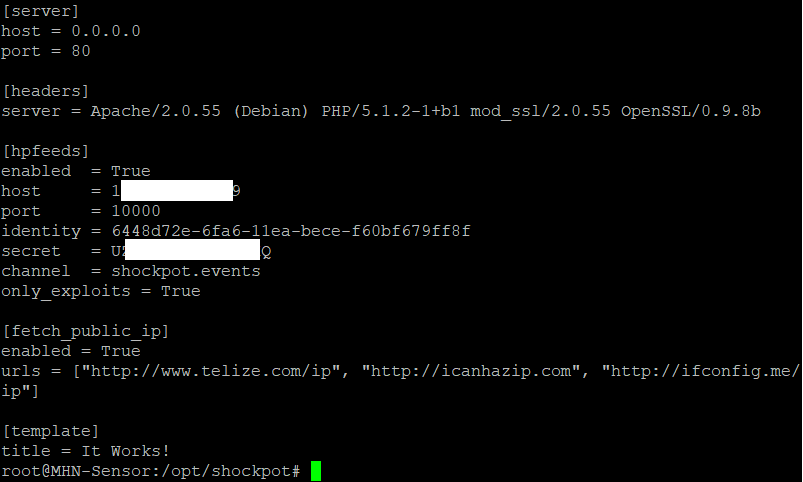 [server]
host = 0.0.0.0
port = 80
[headers]
server = Apache/2.0.55 (Debian) PHP/5.1.2-1+b1 mod_ssl/2.0.55 OpenSSL/0.9.8b
[hpfeeds]
enabled  = True
host     = 1 9
port     = 10000
identity = 6448d72e-6fa6-11ea-bece-f60bf679ff8f
secret   = U Q
channel  = shockpot.events
only_exploits = True
[fetch_public_ip]
enabled = True
urls = ["http://www.telize.com/ip", "http://icanhazip.com", "http://ifconfig.me/
ip"]
[template]
title = It Works!
root@MHN-Sensor:/opt/shockpot#